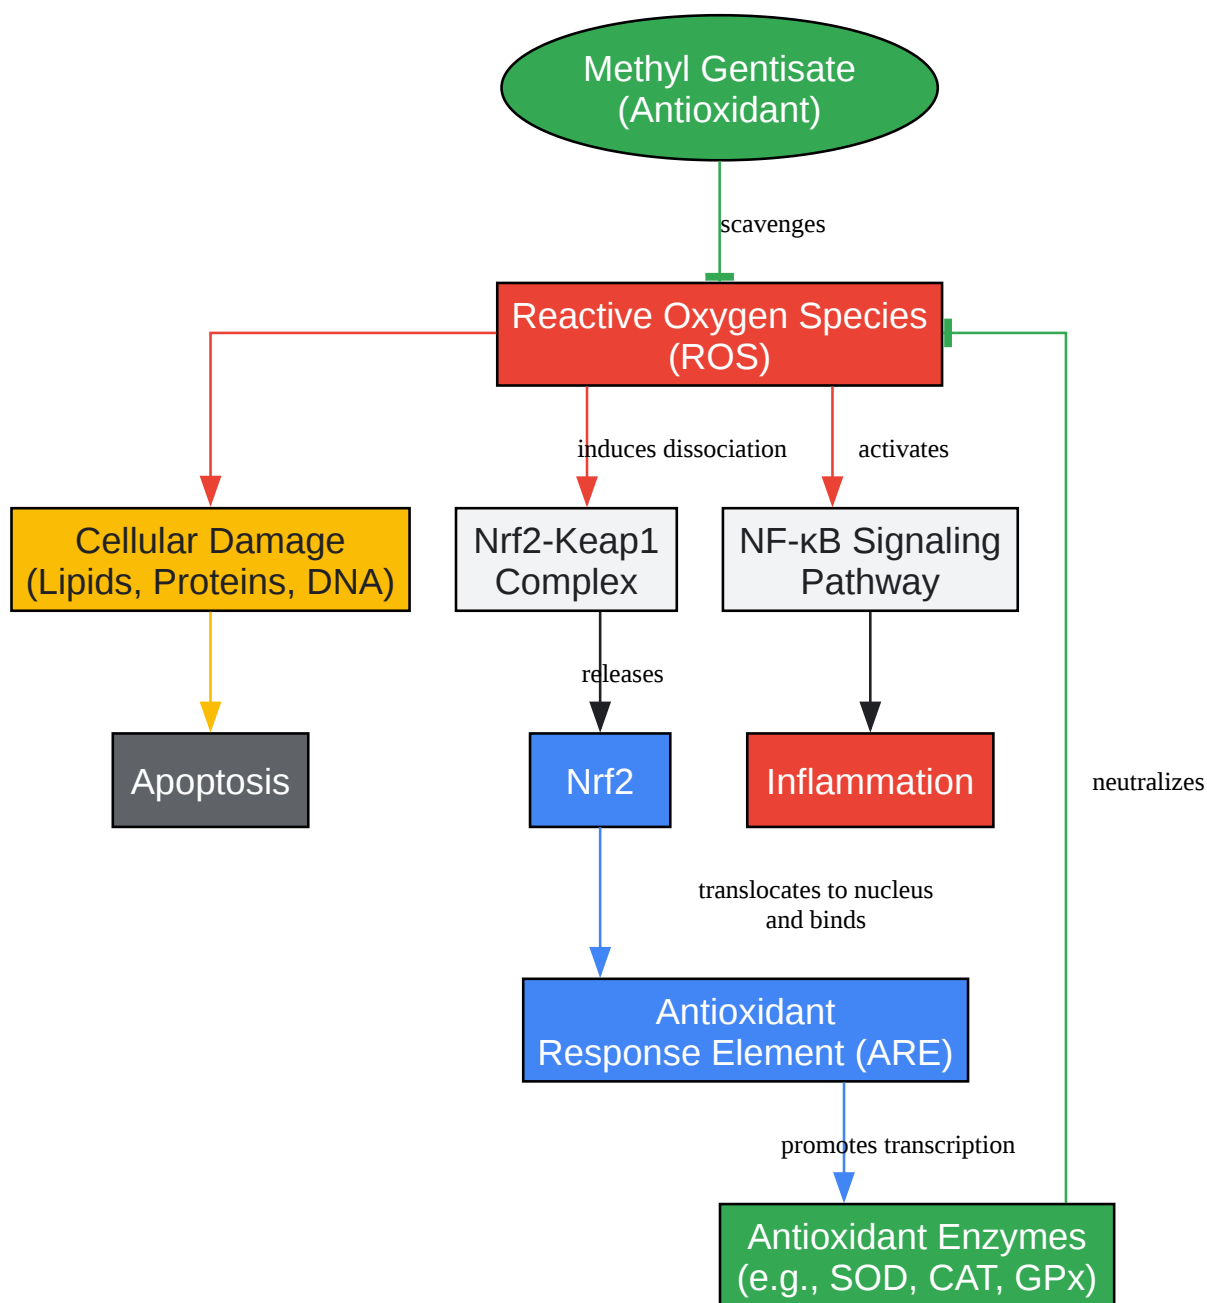 Methyl Gentisate
(Antioxidant)
scavenges
Reactive Oxygen Species
(ROS)
induces dissociation
activates
Cellular Damage
(Lipids, Proteins, DNA)
Nrf2-Keap1
Complex
NF-κB Signaling
Pathway
releases
Apoptosis
Nrf2
Inflammation
neutralizes
translocates to nucleus
and binds
Antioxidant
Response Element (ARE)
promotes transcription
Antioxidant Enzymes
(e.g., SOD, CAT, GPx)